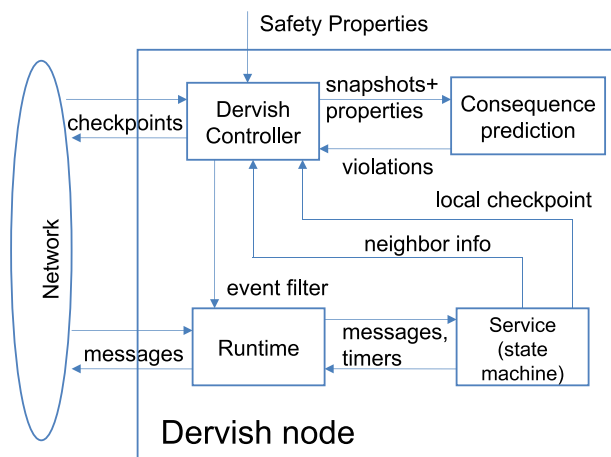 Safety Properties
Dervish
Controller
snapshots+
properties
Consequence
prediction
checkpoints
violations
local checkpoint
neighbor info
Network
event filter
messages
Runtime
messages,
timers
Service
(state
machine)
Dervish node